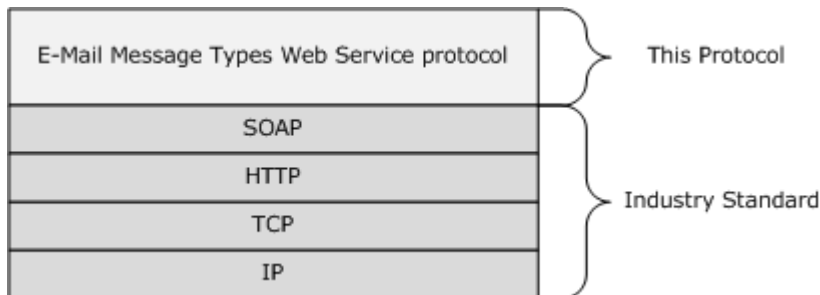 E-Mail Message Types Web Service protocol
This Protocol
SOAP
HTTP
TCP
IP
Industry Standard